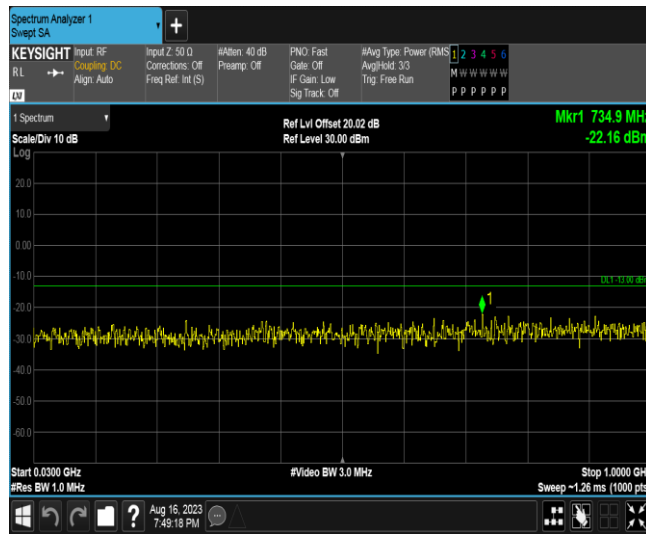 Spectrum Analyzer 1
Swept SA
KEYSIGHT
RL
LXI
Input: RF
Coupling: DC
Align: Auto
Input Z: 50 Ω
Corrections: Off
Freq Ref: Int (S)
#Atten: 40 dB
Preamp: Off
PNO: Fast
Gate: Off
IF Gain: Low
Sig Track: Off
#Avg Type: Power (RMS
Avg|Hold: 3/3
Trig: Free Run
1 2 3 4 5 6
M W W W W W
P P P P P P
1 Spectrum
Scale/Div 10 dB
Ref Lvl Offset 20.02 dB
Ref Level 30.00 dBm
Mkr1 734.9 MHz
-22.16 dBm
Log
20.0
10.0
0.00
-10.0
DL1 -13.00 dBm
1
-20.0
-30.0
-40.0
-50.0
-60.0
Start 0.0300 GHz
#Res BW 1.0 MHz
#Video BW 3.0 MHz
Stop 1.0000 GH
Sweep ~1.26 ms (1000 pts
?
Aug 16, 2023
7:49:18 PM